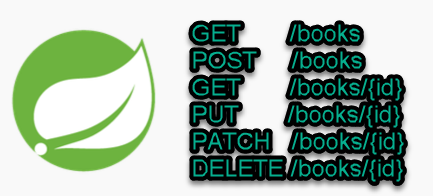 GET /books
POST /books
GET /books/{id}
PUT /books/{id}
PATCH /books/{id}
DELETE /books/{id}